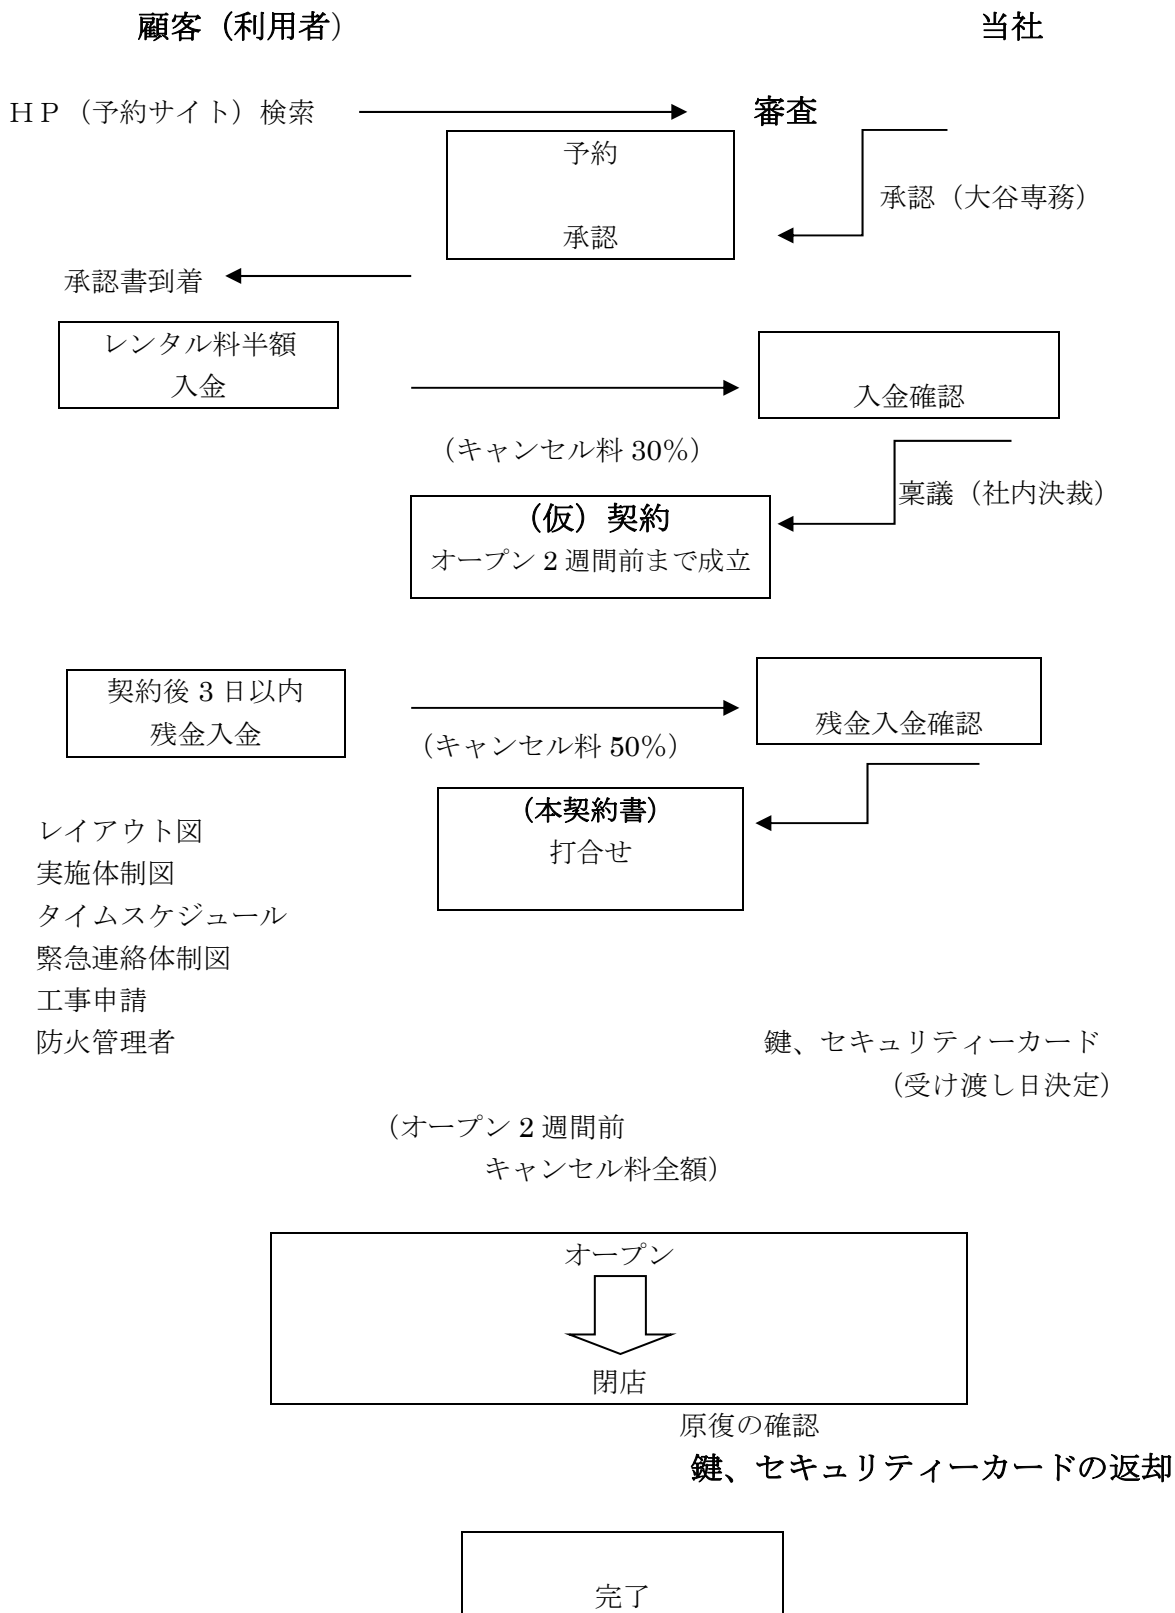 顧客（利用者） 当社
ＨＰ（予約サイト）検索 審査
予約
承認（大谷専務）
承認
承認書到着
レンタル料半額
入金
入金確認
（キャンセル料 30％）
稟議（社内決裁）
（仮）契約
オープン 2 週間前まで成立
契約後 3 日以内
残金入金
残金入金確認
（キャンセル料 50％）
（本契約書）
打合せ
レイアウト図
実施体制図
タイムスケジュール
緊急連絡体制図
工事申請
防火管理者 鍵、セキュリティーカード
（受け渡し日決定）
（オープン 2 週間前
キャンセル料全額）
オープン
閉店
原復の確認
鍵、セキュリティーカードの返却
完了